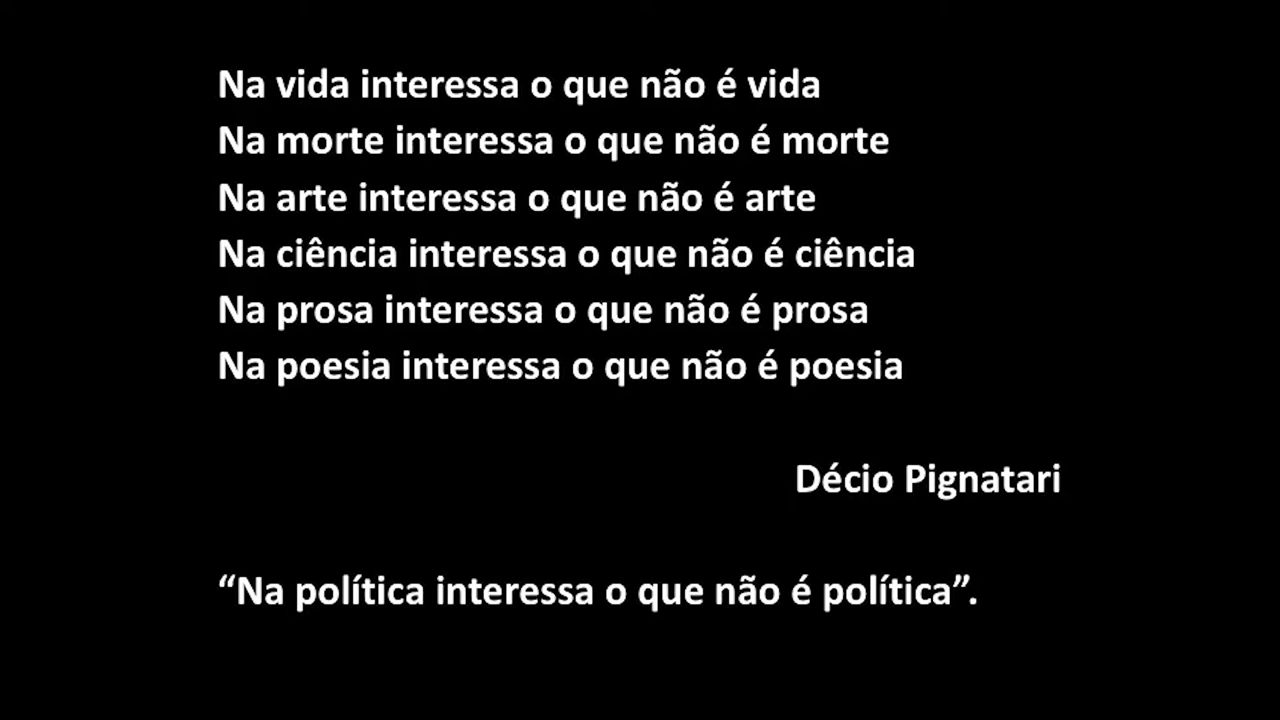 Na vida interessa o que não é vida
Na morte interessa o que não é morte
Na arte interessa o que não é arte
Na ciência interessa o que não é ciência
Na prosa interessa o que não é prosa
Na poesia interessa o que não é poesia
Décio Pignatari
“Na política interessa o que não é política”.